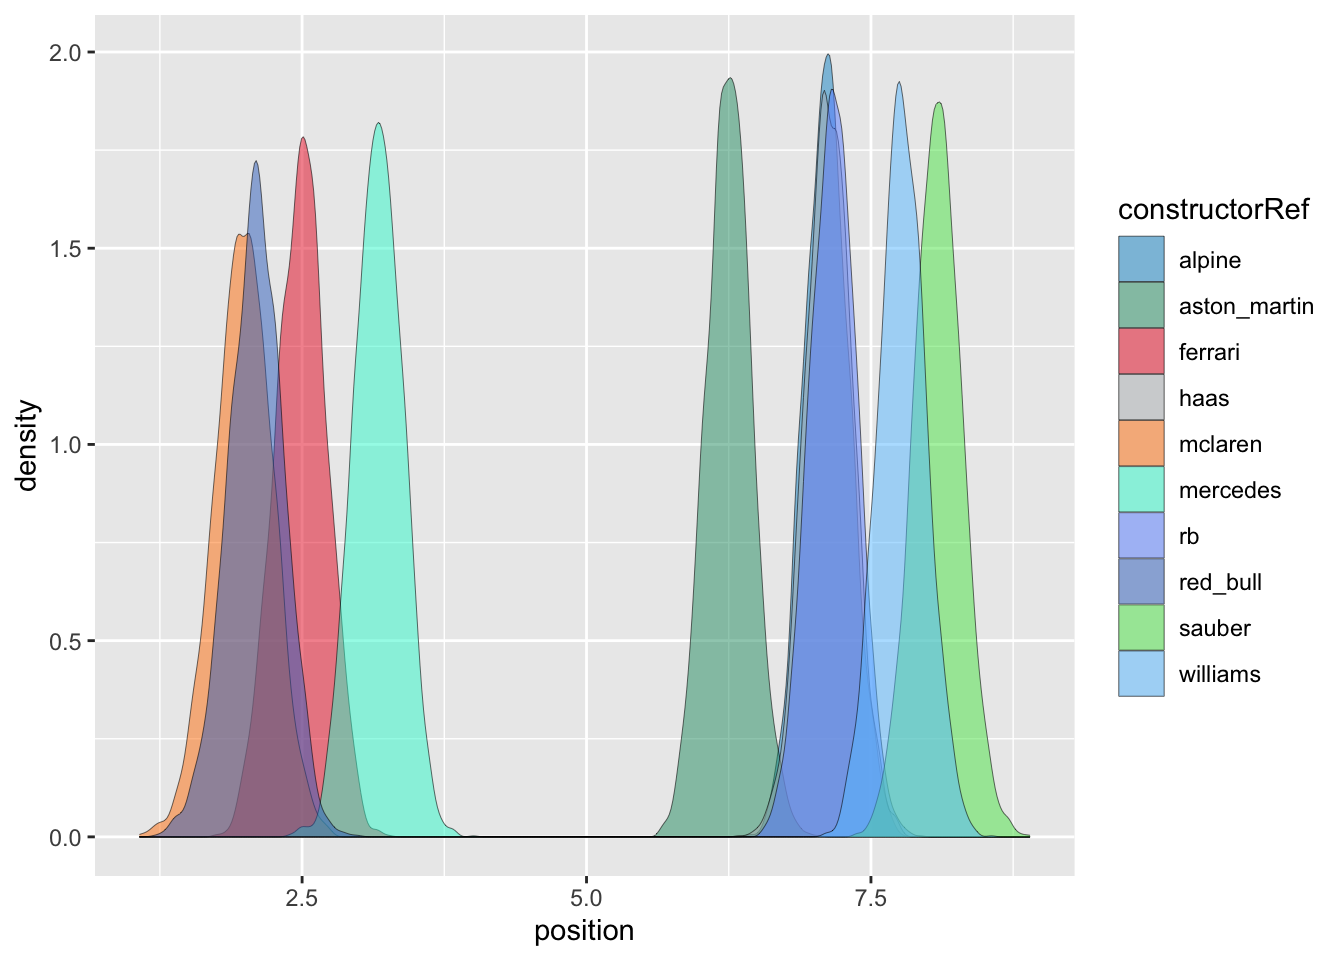 2.0
1.5
1.0
0.5
0.0
density
2.5
5.0
7.5
position
constructorRef
alpine
aston_martin
ferrari
haas
mclaren
mercedes
rb
red_bull
sauber
williams